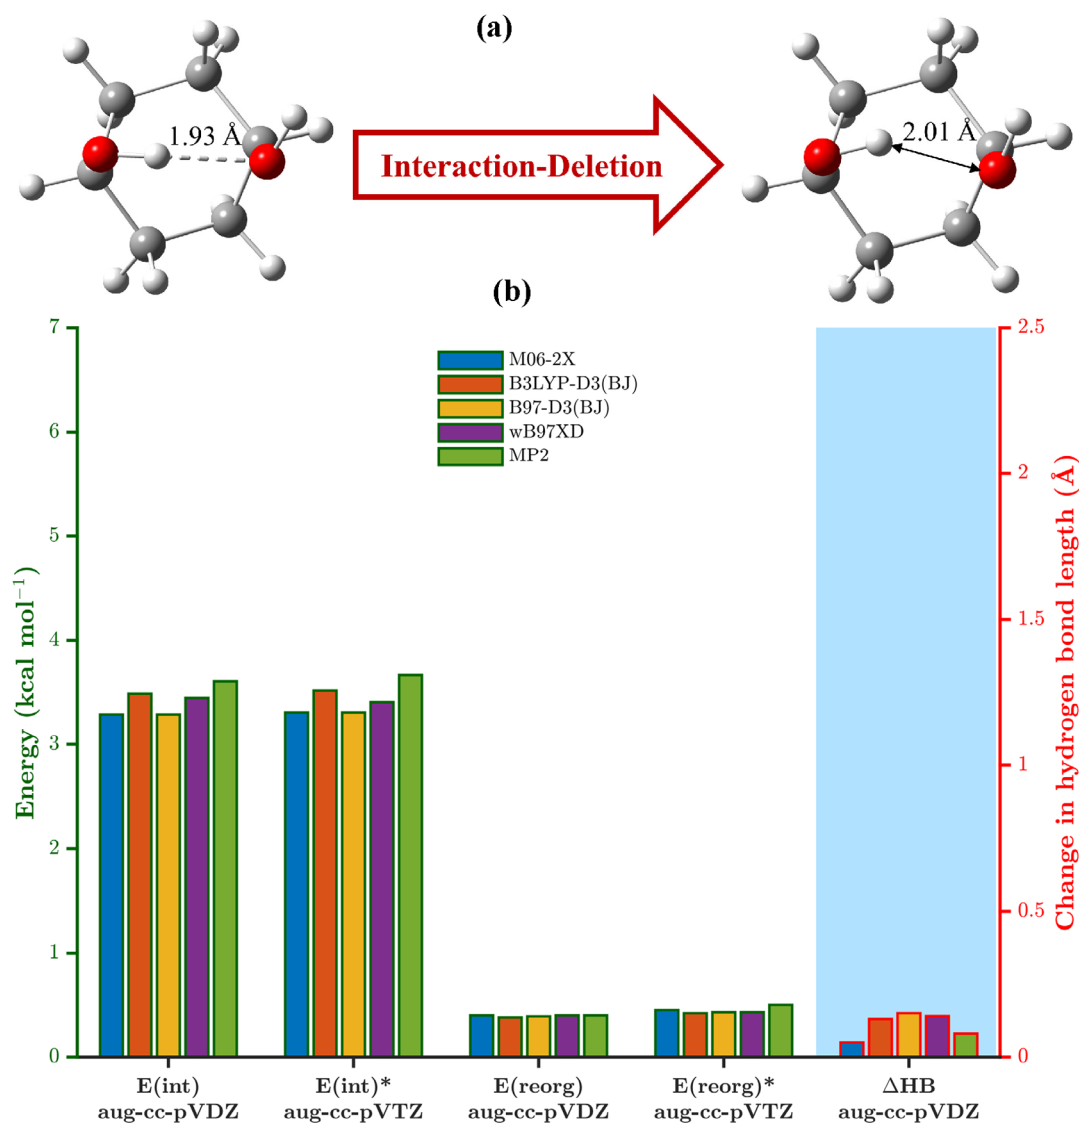 (a)
1.93 Å
Interaction-Deletion
2.01 Å
(b)
7
6
5
4
3
2
1
0
Energy (kcal mol⁻¹)
M06-2X
B3LYP-D3(BJ)
B97-D3(BJ)
wB97XD
MP2
2.5
2
1.5
1
0.5
0
Change in hydrogen bond length (Å)
E(int)
aug-cc-pVDZ
E(int)*
aug-cc-pVTZ
E(reorg)
aug-cc-pVDZ
E(reorg)*
aug-cc-pVTZ
ΔHB
aug-cc-pVDZ